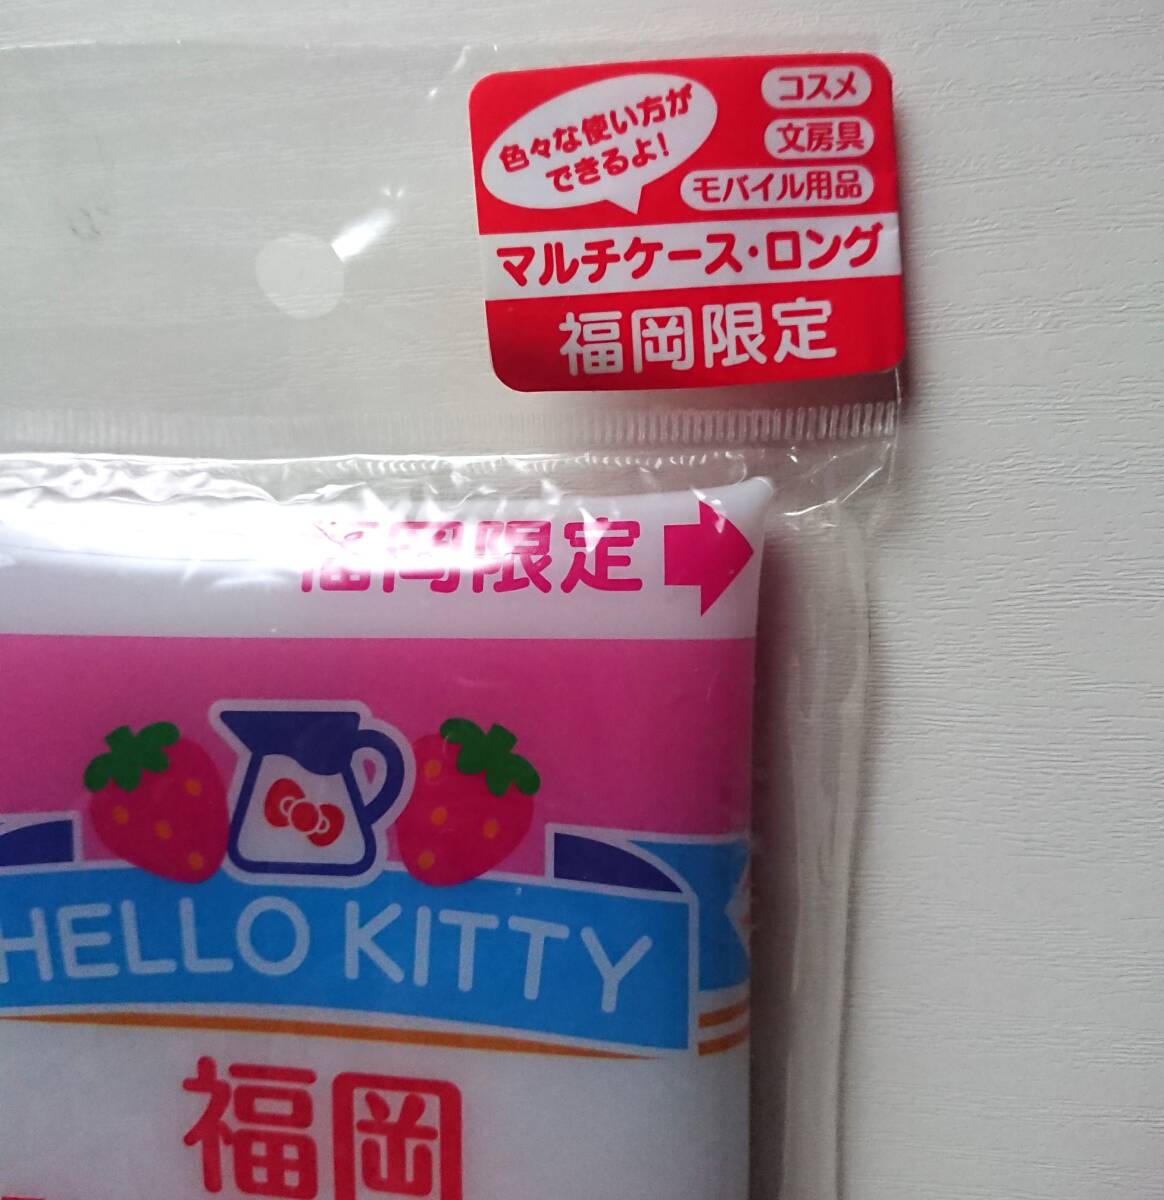 色々な使い方が
できるよ!
コスメ
文房具
モバイル用品
マルチケース・ロング
福岡限定
福岡限定
HELLO KITTY
福岡